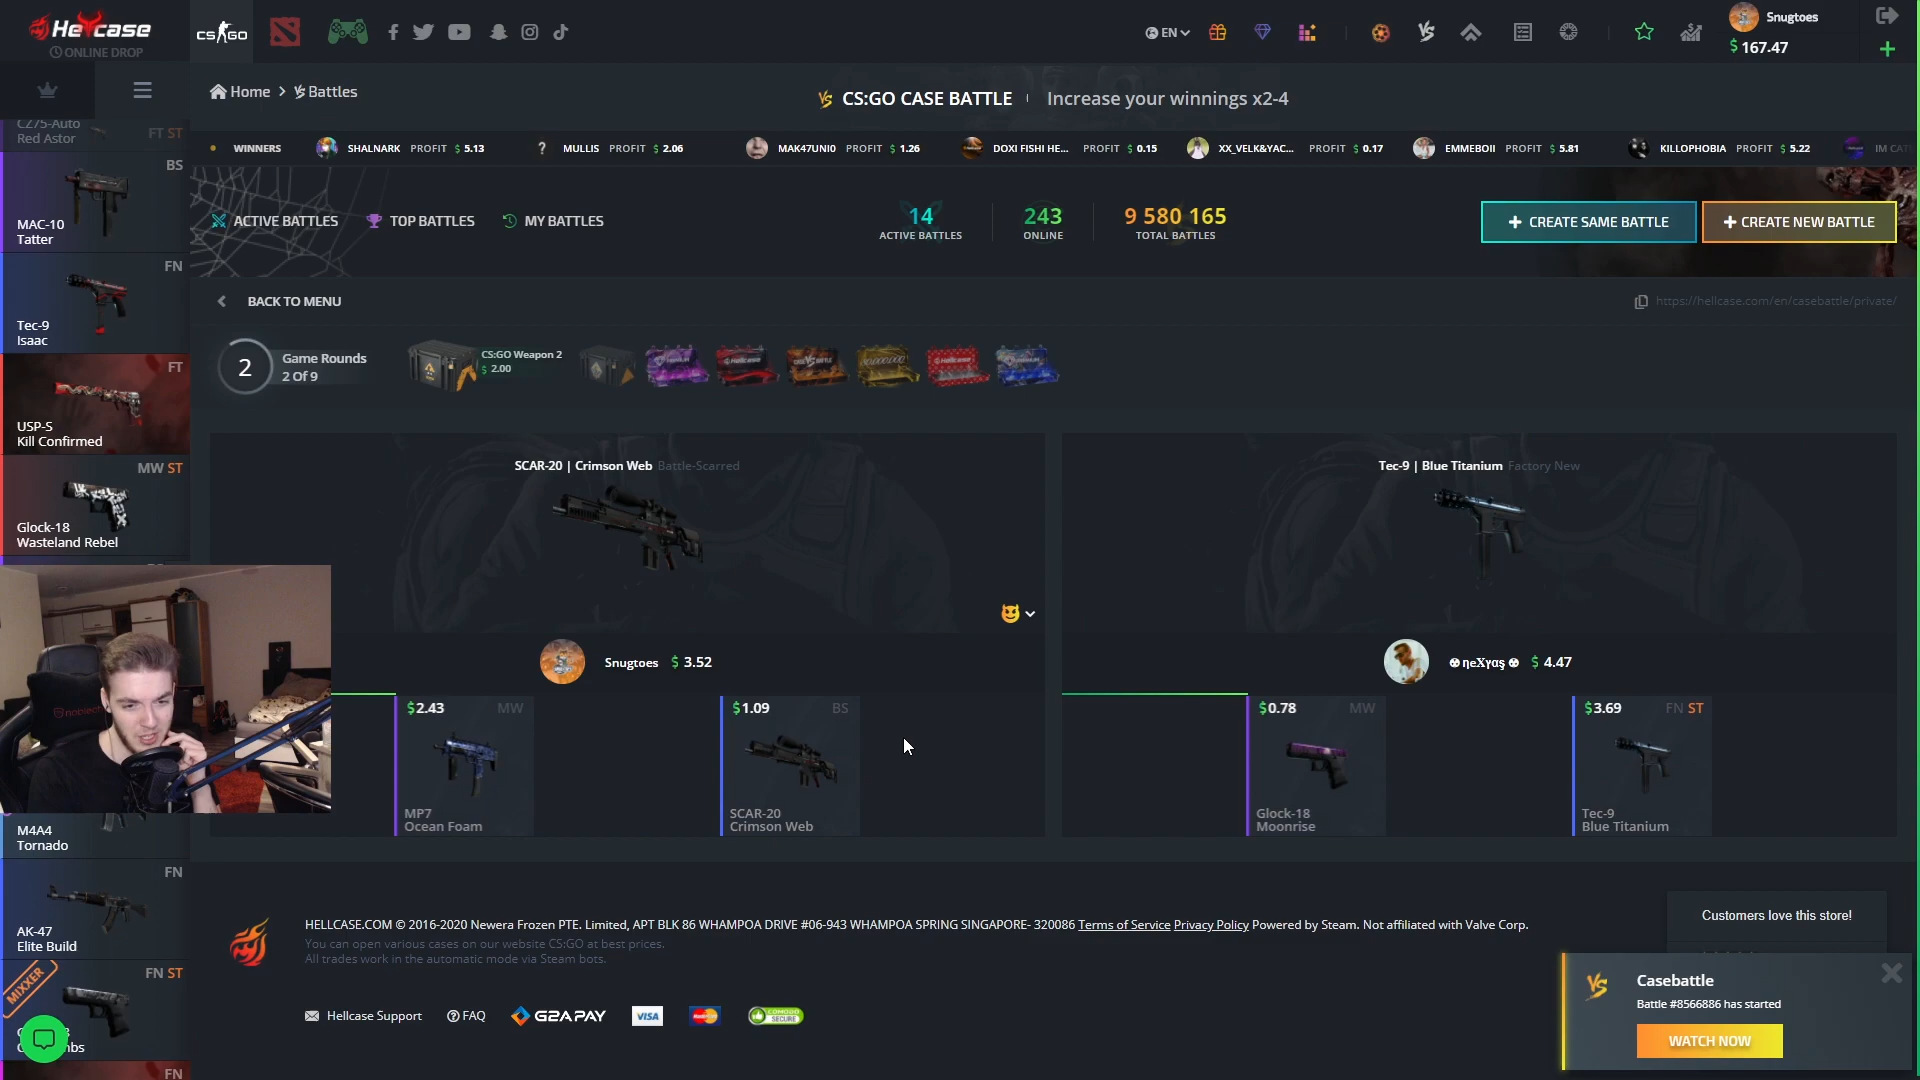 HELLCASE
CS:GO
EN
Snugtoes
$ 167.47
ONLINE DROP
Home > Battles
VS CS:GO CASE BATTLE
Increase your winnings x2-4
WINNERS
SHALNARK PROFIT $ 5.13
? MULLIS PROFIT $ 2.06
MAK47UNI0 PROFIT $ 1.26
DOXI FISHI HE... PROFIT $ 0.15
XX_VELK&YAC... PROFIT $ 0.17
EMMEBOII PROFIT $ 5.81
KILLOPHOBIA PROFIT $ 5.22
IM CAT
ACTIVE BATTLES
TOP BATTLES
MY BATTLES
14
ACTIVE BATTLES
243
ONLINE
9 580 165
TOTAL BATTLES
+ CREATE SAME BATTLE
+ CREATE NEW BATTLE
BACK TO MENU
https://hellcase.com/en/casebattle/private/
2
Game Rounds
2 Of 9
CS:GO Weapon 2
$ 2.00
CZ75-Auto
Red Astor
FT ST
BS
MAC-10
Tatter
FN
Tec-9
Isaac
FT
USP-S
Kill Confirmed
MW ST
Glock-18
Wasteland Rebel
M4A4
Tornado
FN
AK-47
Elite Build
FN ST
MIXXER
FN
SCAR-20 | Crimson Web Battle-Scarred
Snugtoes $ 3.52
$2.43 MW
MP7
Ocean Foam
$1.09 BS
SCAR-20
Crimson Web
Tec-9 | Blue Titanium Factory New
☢ ηeXγαş ☢ $ 4.47
$0.78 MW
Glock-18
Moonrise
$3.69 FN ST
Tec-9
Blue Titanium
HELLCASE.COM © 2016-2020 Newera Frozen PTE. Limited, APT BLK 86 WHAMPOA DRIVE #06-943 WHAMPOA SPRING SINGAPORE- 320086 Terms of Service Privacy Policy Powered by Steam. Not affiliated with Valve Corp.
You can open various cases on our website CS:GO at best prices.
All trades work in the automatic mode via Steam bots.
Hellcase Support
FAQ
G2A PAY
VISA
COMODO SECURE
Customers love this store!
VS
Casebattle
Battle #8566886 has started
WATCH NOW